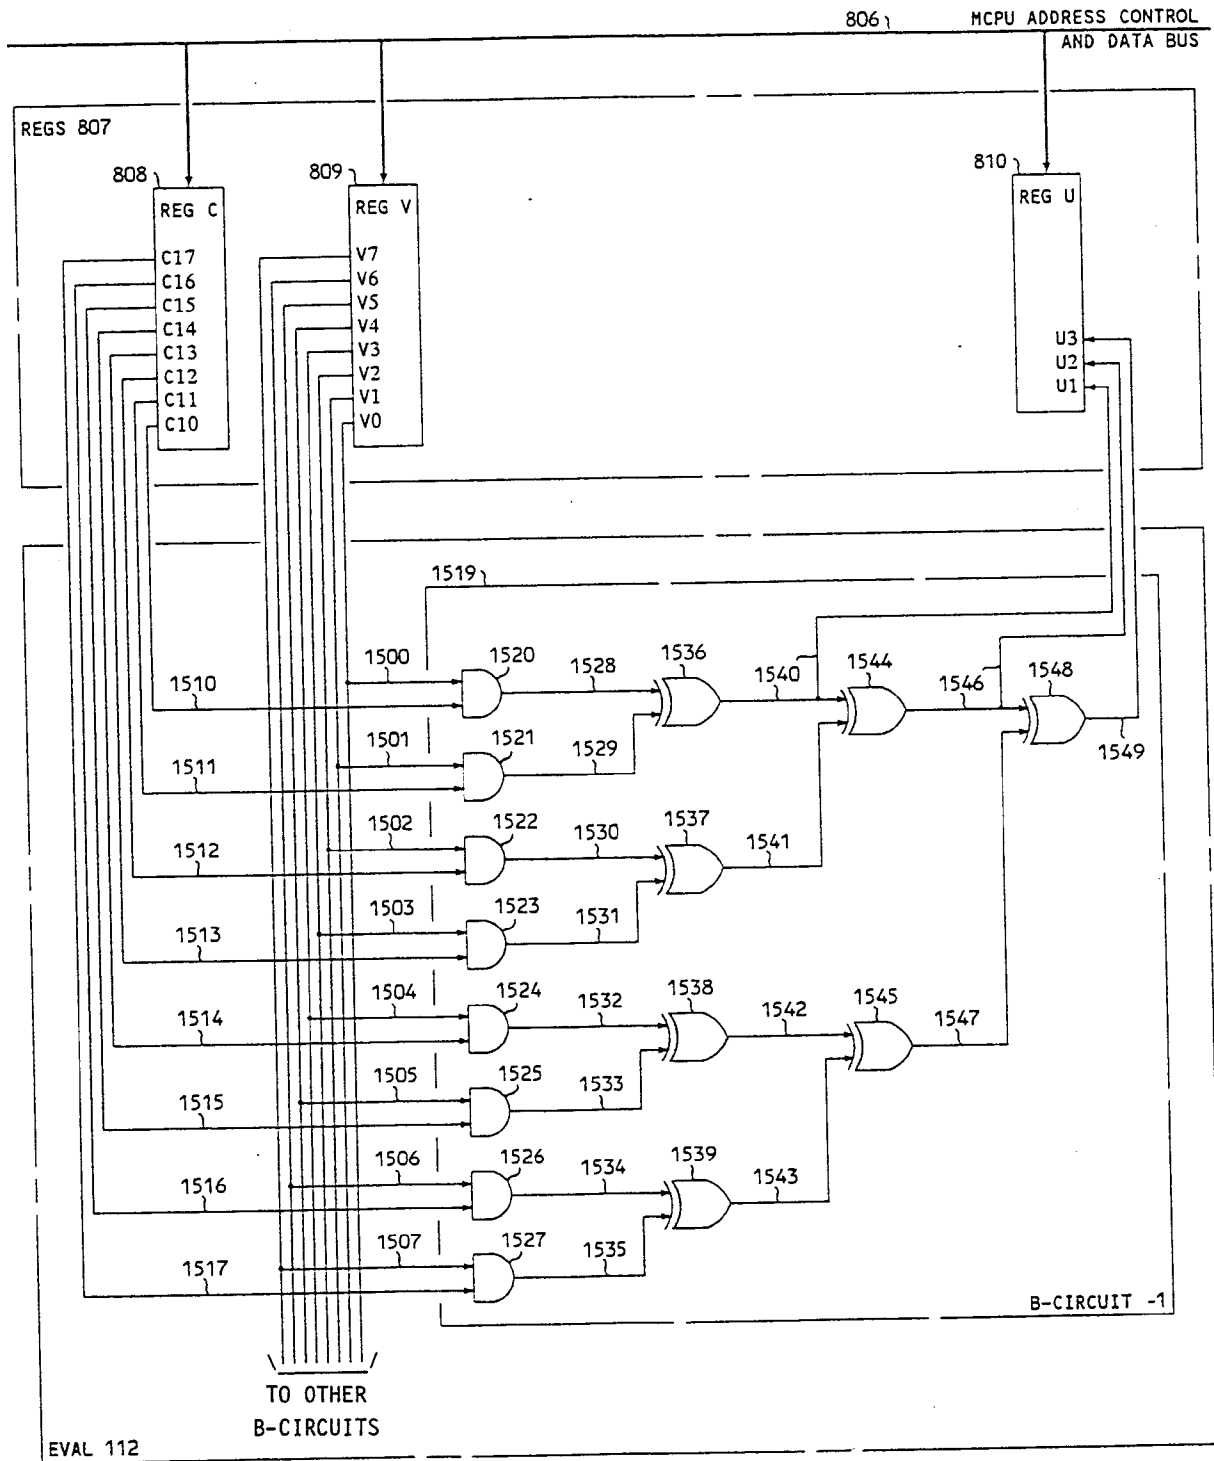 806 MCPU ADDRESS CONTROL
AND DATA BUS
REGS 807
808 809 810
REG C REG V REG U
C17 V7
C16 V6
C15 V5
C14 V4
C13 V3 U3
C12 V2 U2
C11 V1 U1
C10 V0
1519
1500 1520 1528 1536 1540 1544 1546 1548
1510
1549
1501 1521 1529
1511
1502 1522 1530 1537 1541
1512
1503 1523 1531
1513
1504 1524 1532 1538 1542 1545 1547
1514
1505 1525 1533
1515
1506 1526 1534 1539 1543
1516
1507 1527 1535
1517
B-CIRCUIT -1
TO OTHER
B-CIRCUITS
EVAL 112